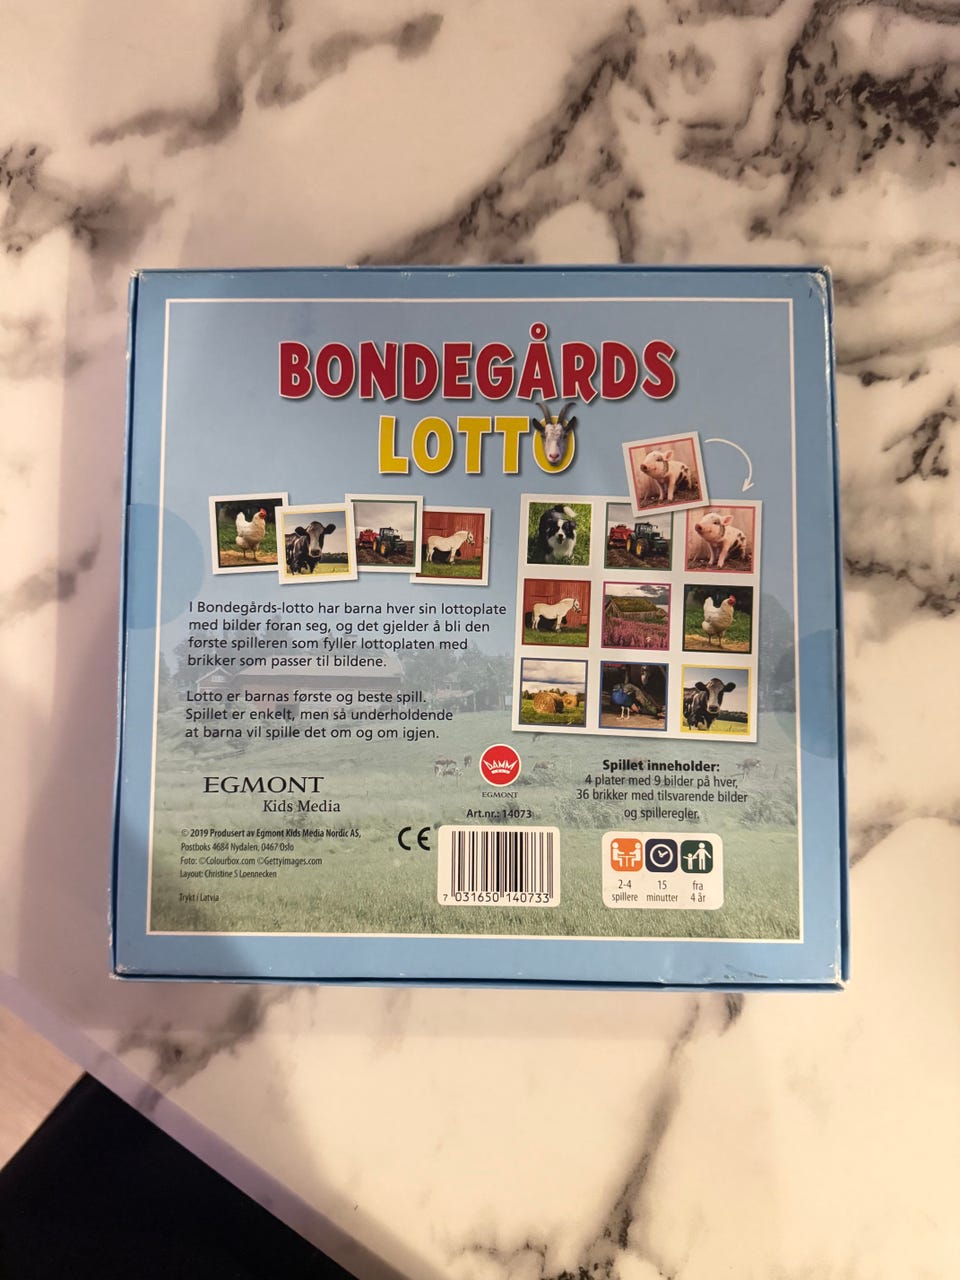 BONDEGÅRDS
LOTTO
I Bondegårds-lotto har barna hver sin lottoplate
med bilder foran seg, og det gjelder å bli den
første spilleren som fyller lottoplaten med
brikker som passer til bildene.
Lotto er barnas første og beste spill.
Spillet er enkelt, men så underholdende
at barna vil spille det om og om igjen.
EGMONT
Kids Media
© 2019 Produsert av Egmont Kids Media Nordic AS,
Postboks 4684 Nydalen, 0467 Oslo
Foto: ©Colourbox.com ©Gettyimages.com
Layout: Christine S Loennecken
Trykt i Latvia
DAMM
EGMONT
Art.nr.: 14073
CE
7 031650 140733
Spillet inneholder:
4 plater med 9 bilder på hver,
36 brikker med tilsvarende bilder
og spilleregler.
2-4
spillere
15
minutter
fra
4 år